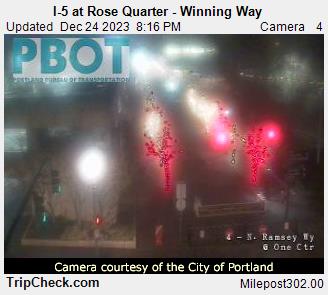 I-5 at Rose Quarter - Winning Way
Updated Dec 24 2023 8:16 PM Camera 4
PBOT
PORTLAND BUREAU OF TRANSPORTATION
4 - N. Ramsey Wy
@ One Ctr
Camera courtesy of the City of Portland
TripCheck.com Milepost302.00